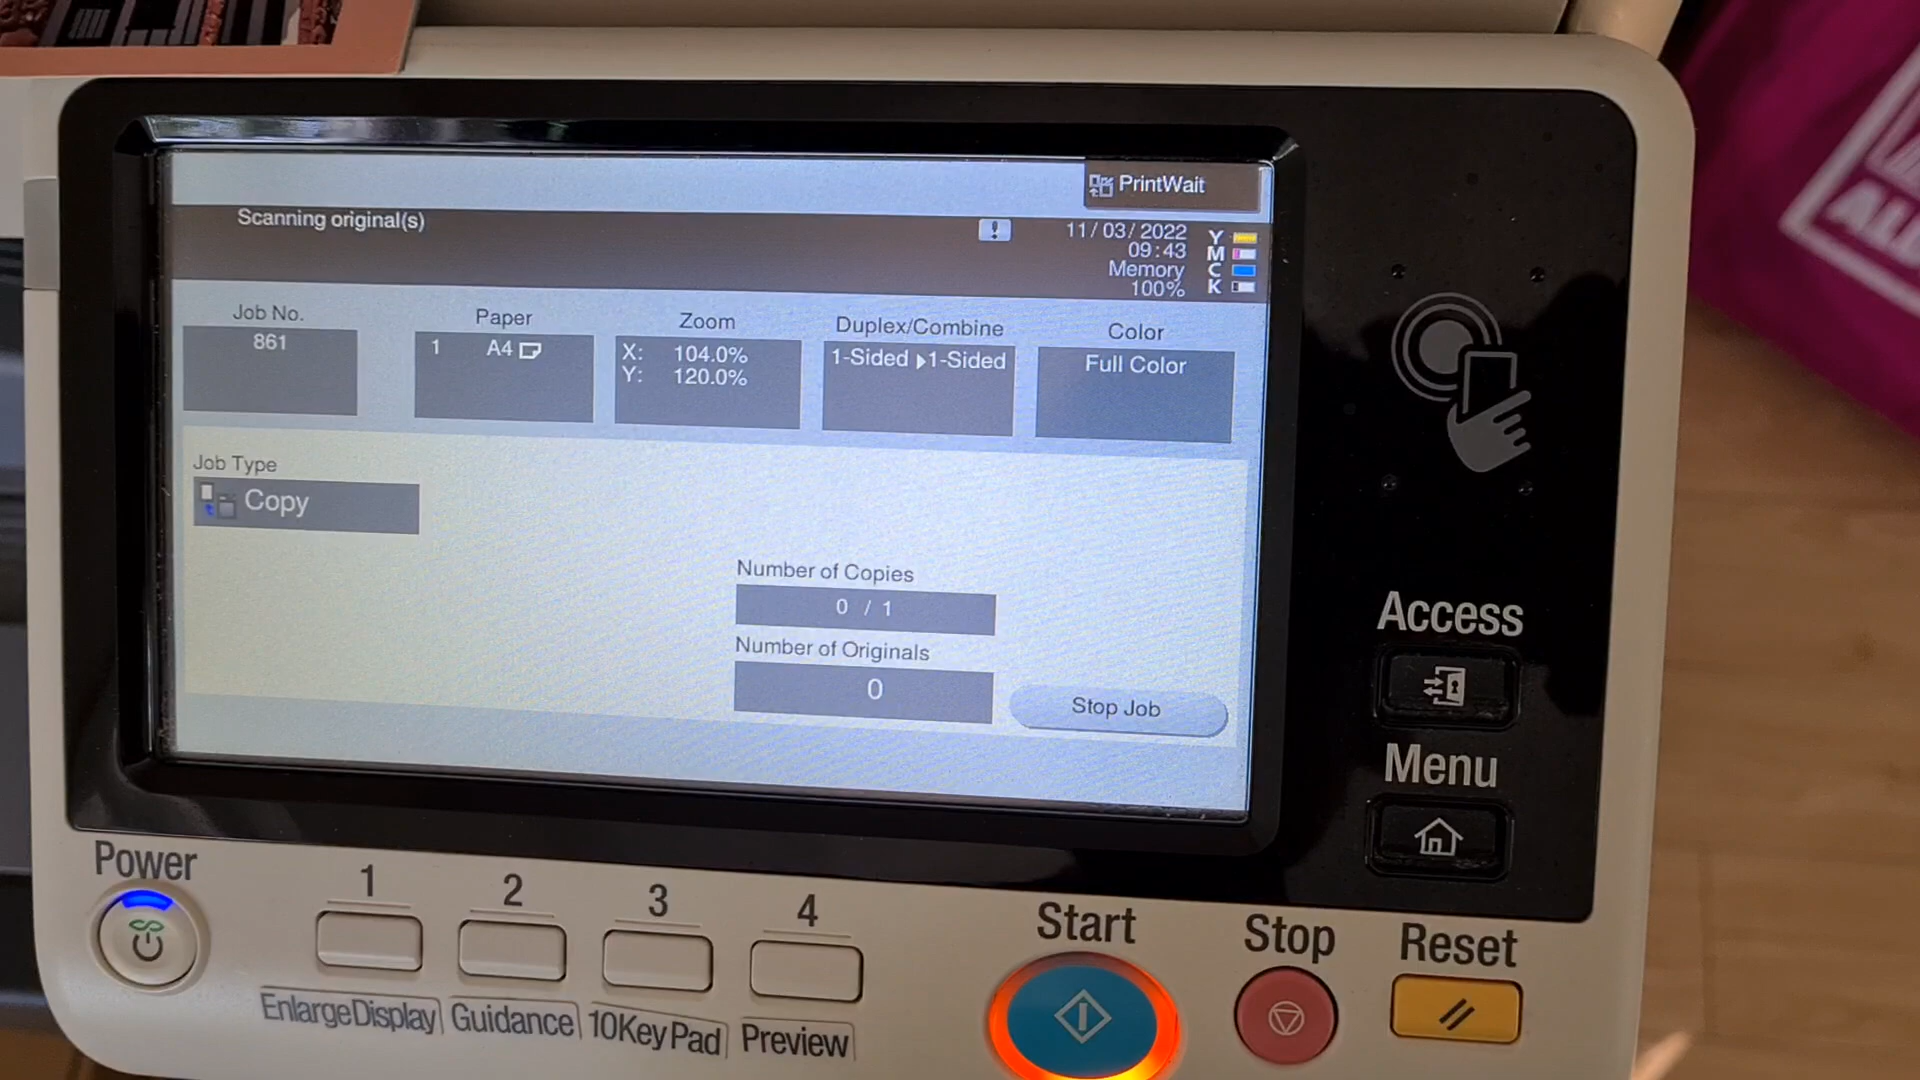 PrintWait
Scanning original(s)
11/03/2022
09:43
Memory
100%
Y
M
C
K
Job No.
861
Paper
1 A4
Zoom
X: 104.0%
Y: 120.0%
Duplex/Combine
1-Sided 1-Sided
Color
Full Color
Job Type
Copy
Number of Copies
0 / 1
Number of Originals
0
Stop Job
Access
Menu
Power
1
2
3
4
Start
Stop
Reset
Enlarge Display
Guidance
10Key Pad
Preview